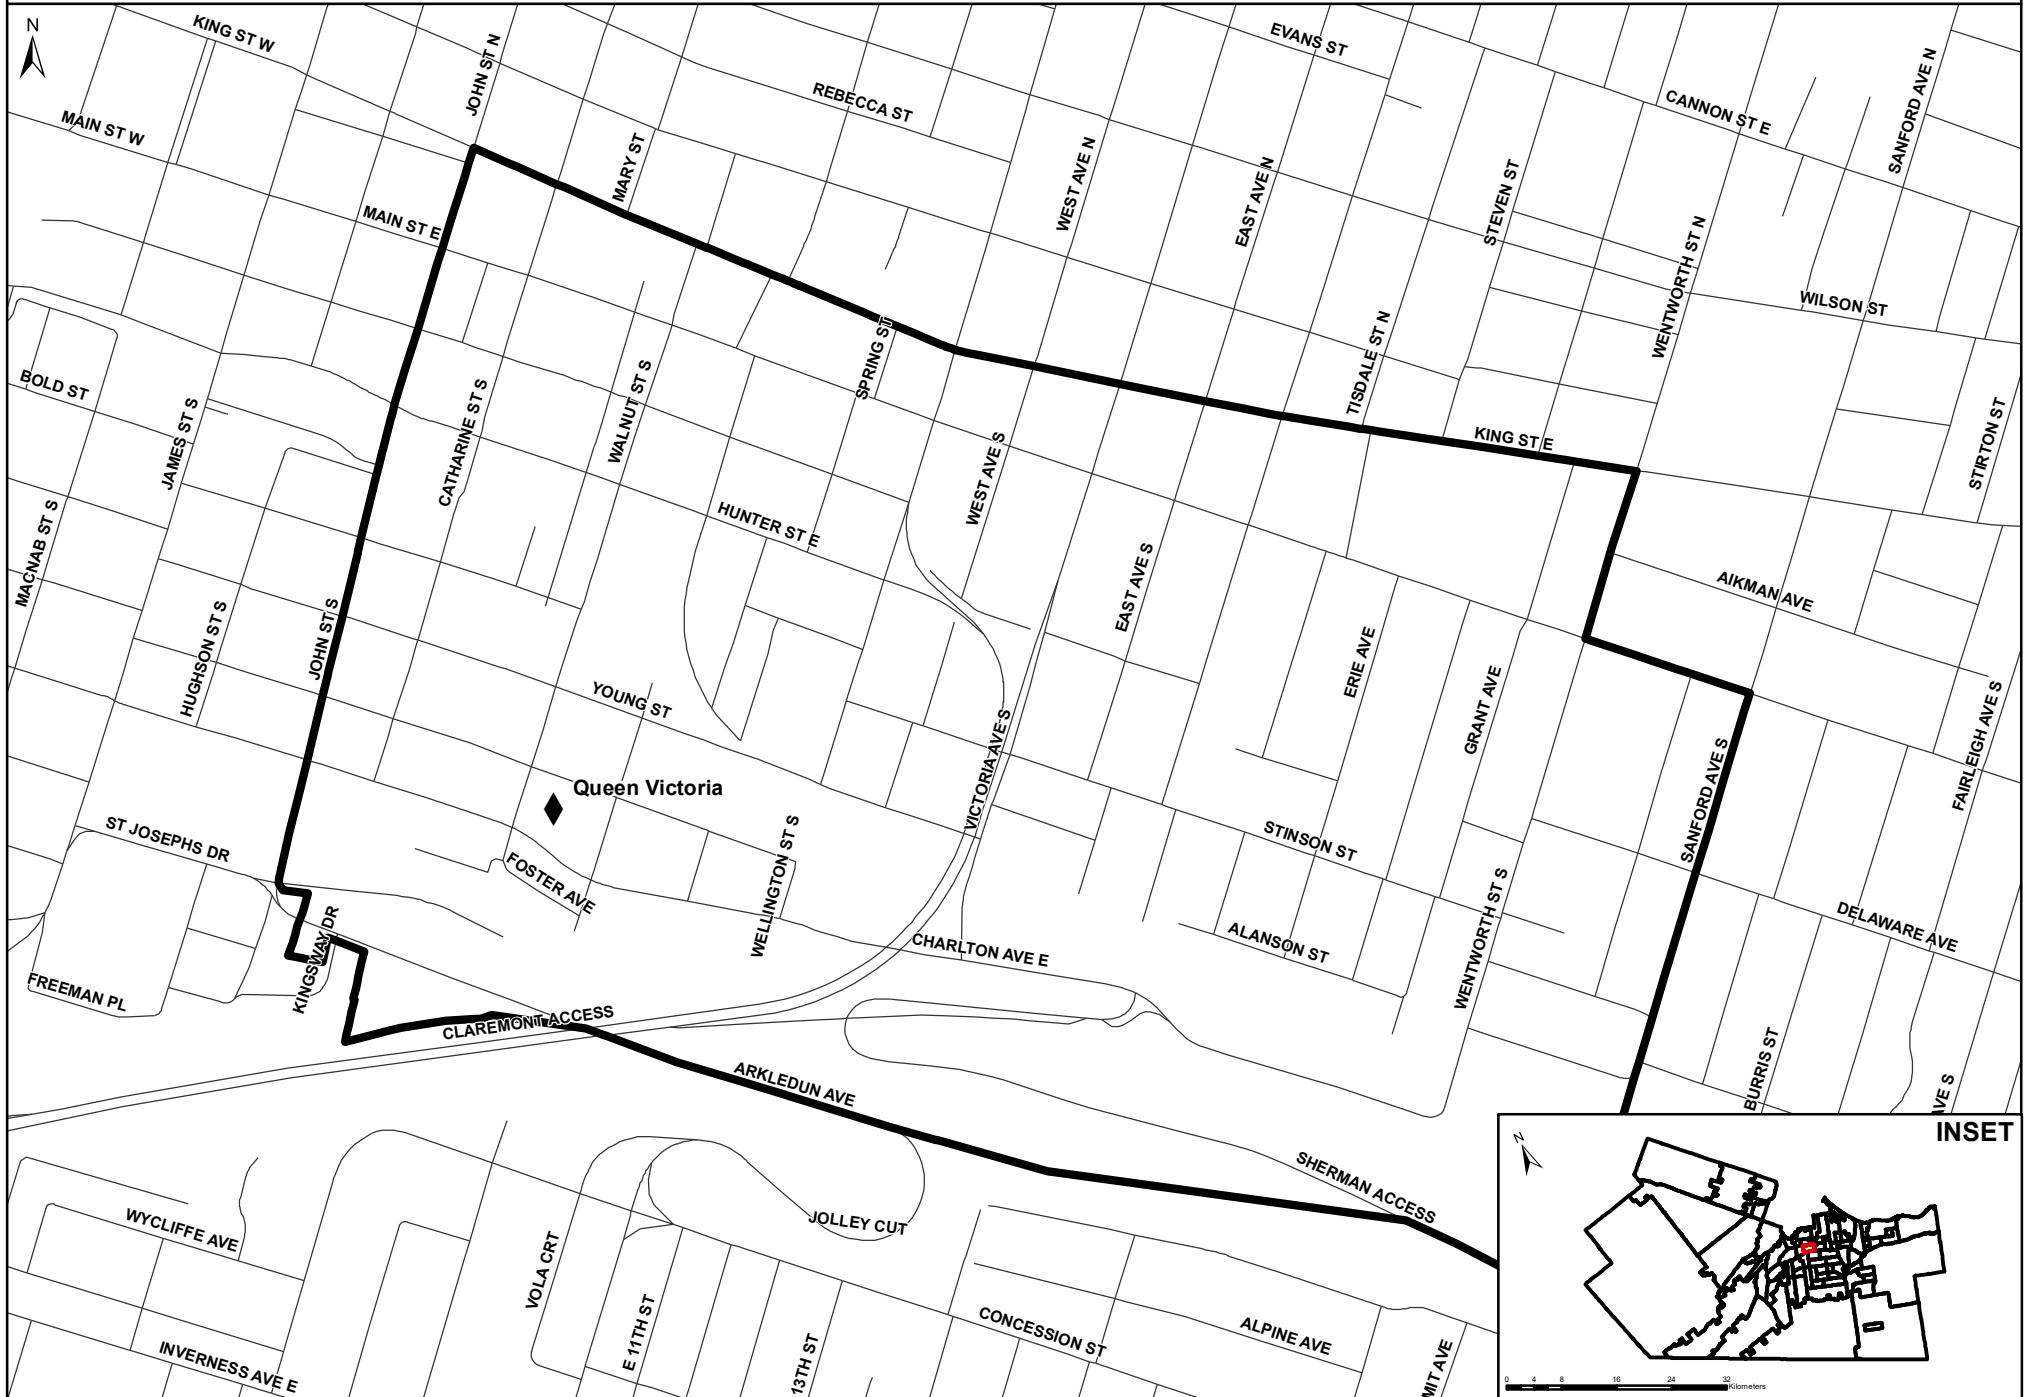 N
KING ST W
JOHN ST N
EVANS ST
REBECCA ST
CANNON ST E
SANFORD AVE N
MAIN ST W
MARY ST
WEST AVE N
EAST AVE N
STEVEN ST
MAIN ST E
WENTWORTH ST N
WILSON ST
SPRING ST
TISDALE ST N
BOLD ST
JAMES ST S
CATHARINE ST S
WALNUT ST S
WEST AVE S
KING ST E
STIRTON ST
HUNTER ST E
MACNAB ST S
EAST AVE S
AIKMAN AVE
HUGHSON ST S
JOHN ST S
ERIE AVE
GRANT AVE
YOUNG ST
VICTORIA AVE S
FAIRLEIGH AVE S
SANFORD AVE S
Queen Victoria
ST JOSEPHS DR
STINSON ST
FOSTER AVE
WELLINGTON ST S
WENTWORTH ST S
DELAWARE AVE
KINGSWAY DR
CHARLTON AVE E
ALANSON ST
FREEMAN PL
CLAREMONT ACCESS
ARKLEDUN AVE
BURRIS ST
AVE S
SHERMAN ACCESS
WYCLIFFE AVE
JOLLEY CUT
VOLA CRT
E 11TH ST
13TH ST
CONCESSION ST
ALPINE AVE
MIT AVE
INVERNESS AVE E
INSET
N
0 4 8 16 24 32
Kilometers